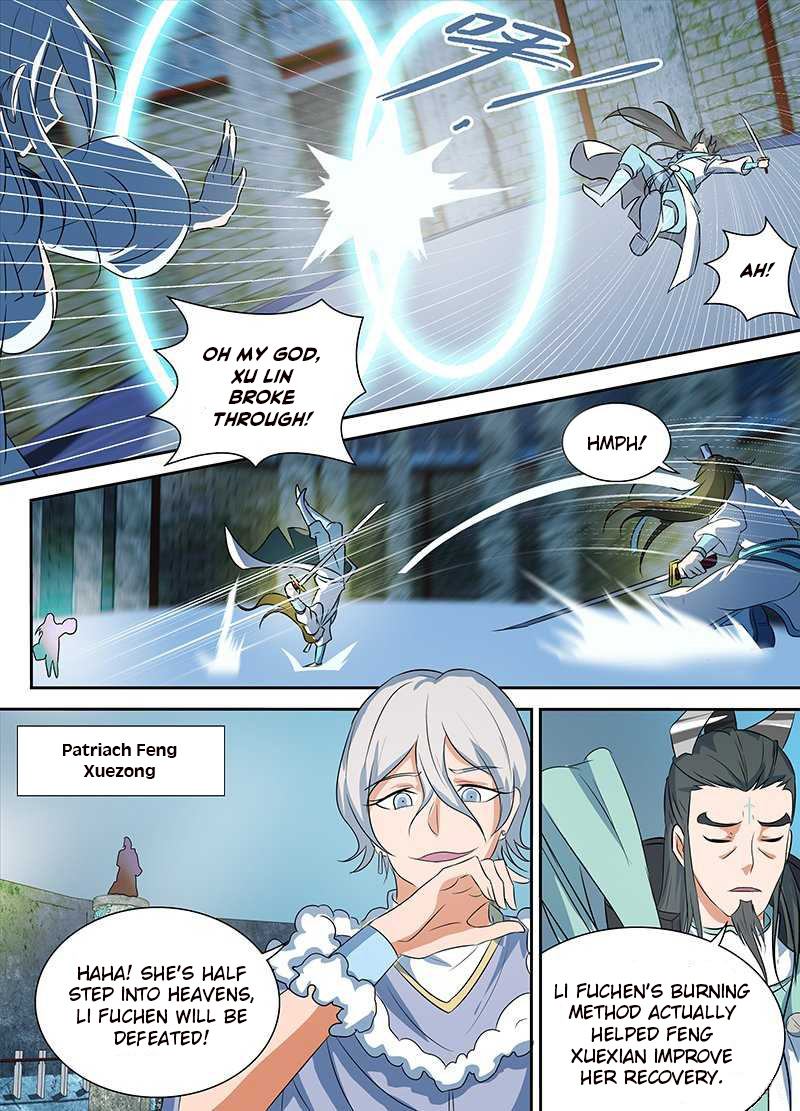 AH!
OH MY GOD,
XU LIN
BROKE
THROUGH!
HMPH!
Patriach Feng
Xuezong
HAHA! SHE'S HALF
STEP INTO HEAVENS,
LI FUCHEN WILL BE
DEFEATED!
LI FUCHEN'S BURNING
METHOD ACTUALLY
HELPED FENG
XUEXIAN IMPROVE
HER RECOVERY.